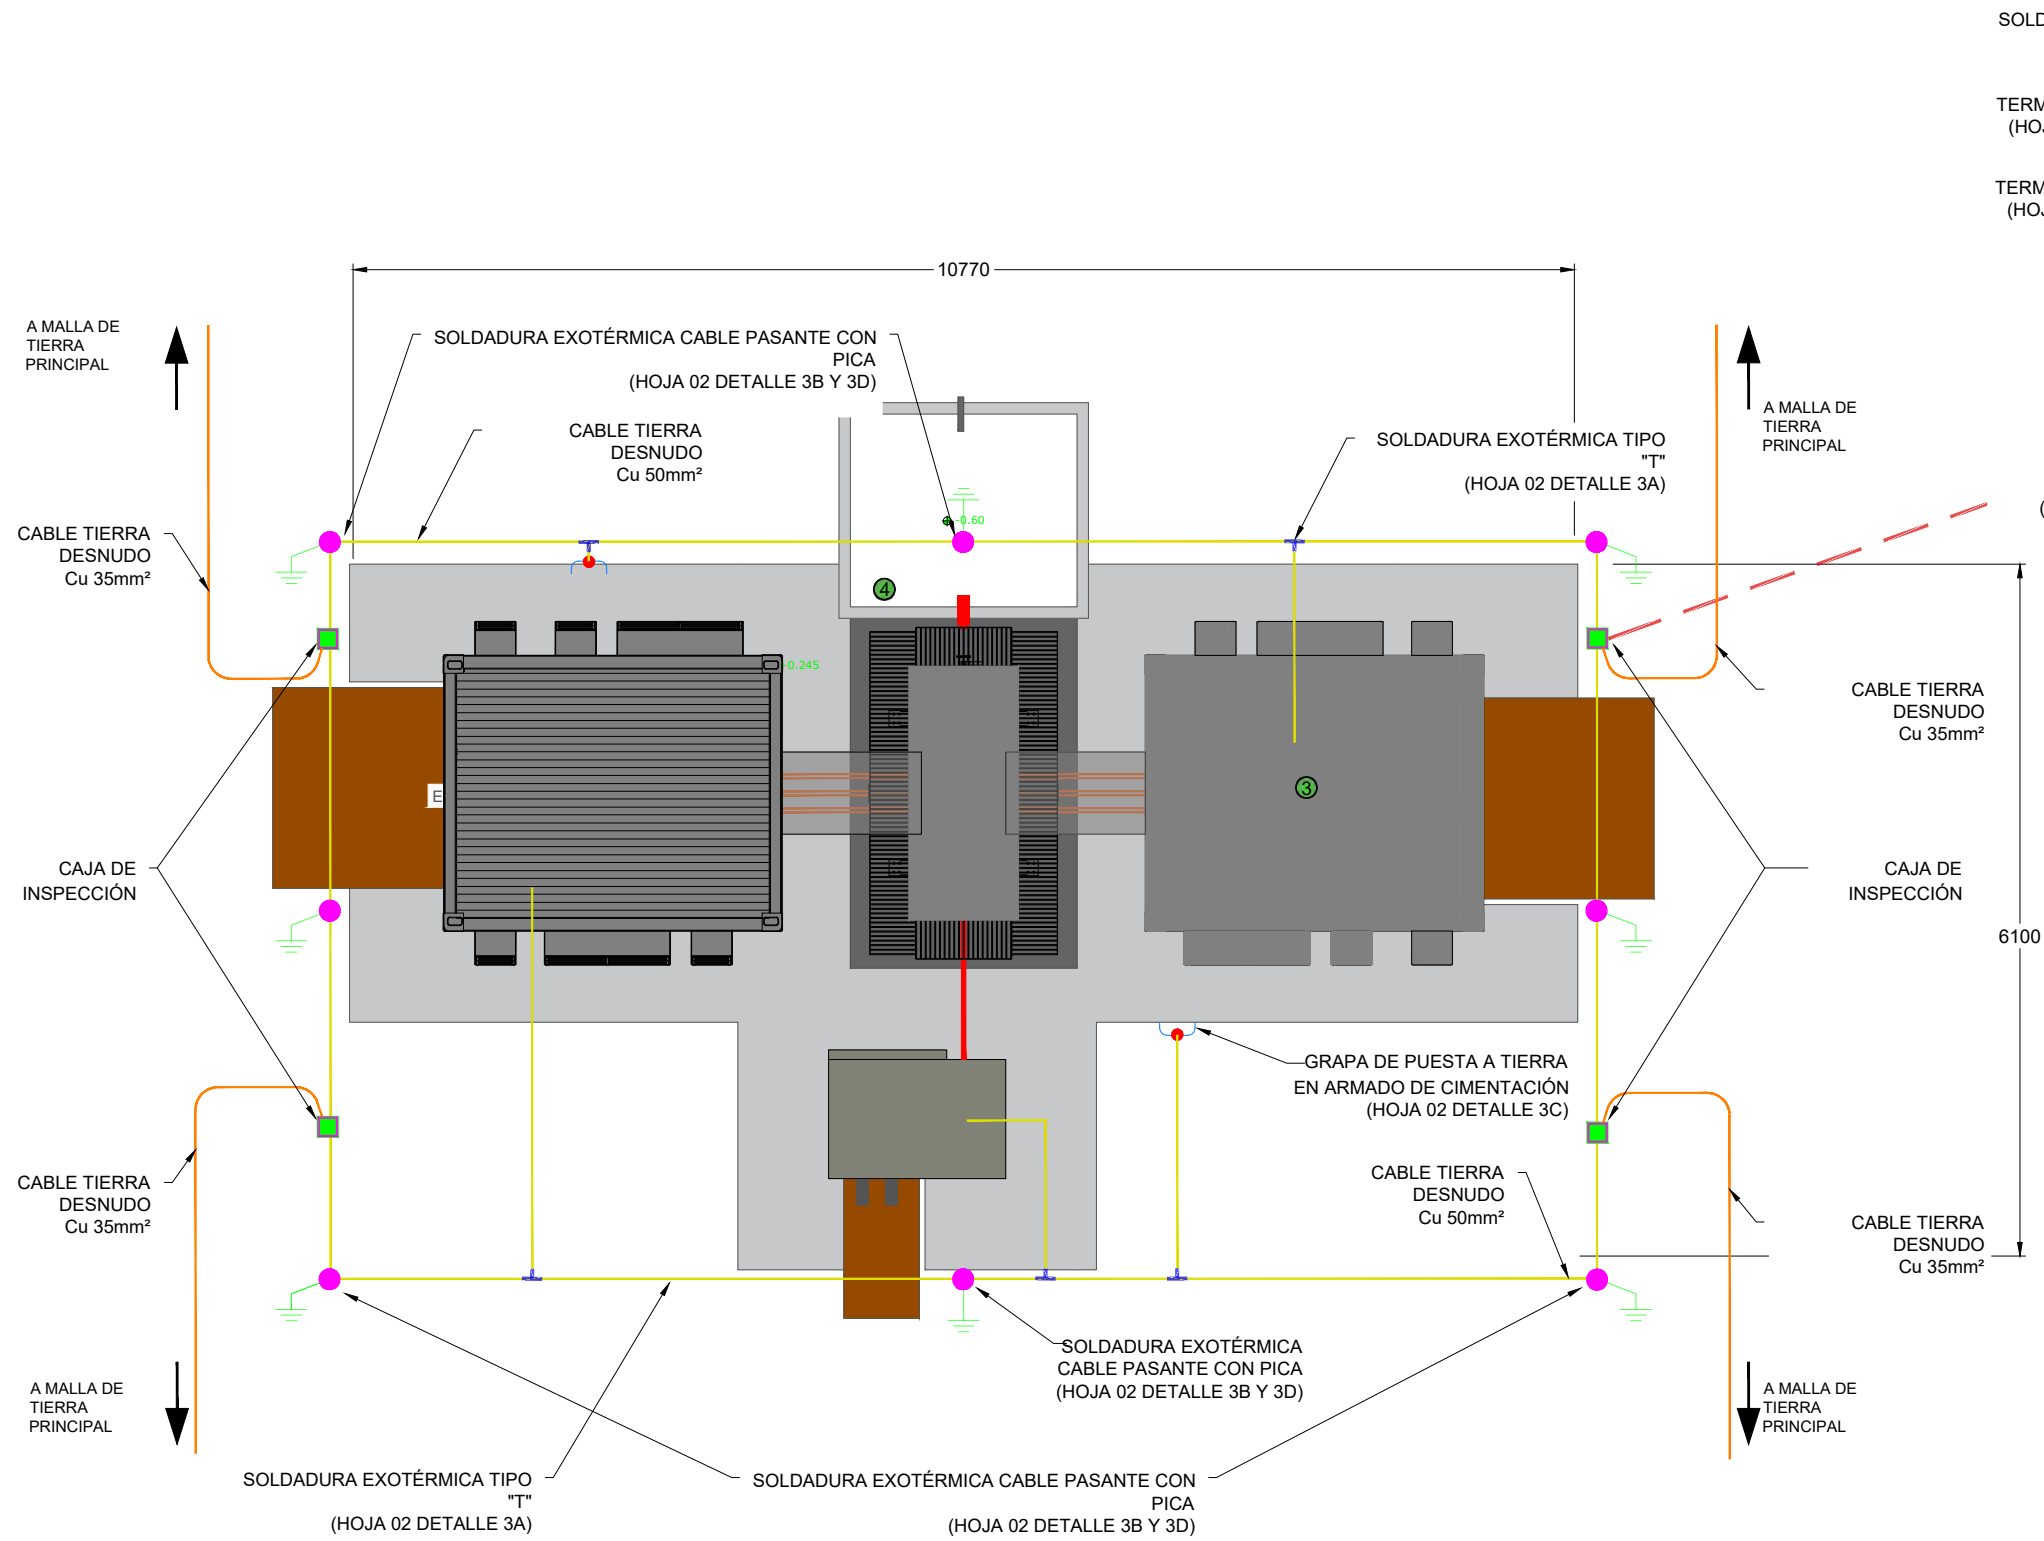 SOLD
TERM
(HOJ
TERM
(HOJ
10770
A MALLA DE
TIERRA
PRINCIPAL
SOLDADURA EXOTÉRMICA CABLE PASANTE CON
PICA
(HOJA 02 DETALLE 3B Y 3D)
A MALLA DE
TIERRA
PRINCIPAL
CABLE TIERRA
DESNUDO
Cu 50mm²
SOLDADURA EXOTÉRMICA TIPO
"T"
(HOJA 02 DETALLE 3A)
(
CABLE TIERRA
DESNUDO
Cu 35mm²
-0.60
4
-0.245
CABLE TIERRA
DESNUDO
Cu 35mm²
E
3
CAJA DE
INSPECCIÓN
CAJA DE
INSPECCIÓN
6100
GRAPA DE PUESTA A TIERRA
EN ARMADO DE CIMENTACIÓN
(HOJA 02 DETALLE 3C)
CABLE TIERRA
DESNUDO
Cu 35mm²
CABLE TIERRA
DESNUDO
Cu 50mm²
CABLE TIERRA
DESNUDO
Cu 35mm²
SOLDADURA EXOTÉRMICA
CABLE PASANTE CON PICA
(HOJA 02 DETALLE 3B Y 3D)
A MALLA DE
TIERRA
PRINCIPAL
A MALLA DE
TIERRA
PRINCIPAL
SOLDADURA EXOTÉRMICA TIPO
"T"
(HOJA 02 DETALLE 3A)
SOLDADURA EXOTÉRMICA CABLE PASANTE CON
PICA
(HOJA 02 DETALLE 3B Y 3D)